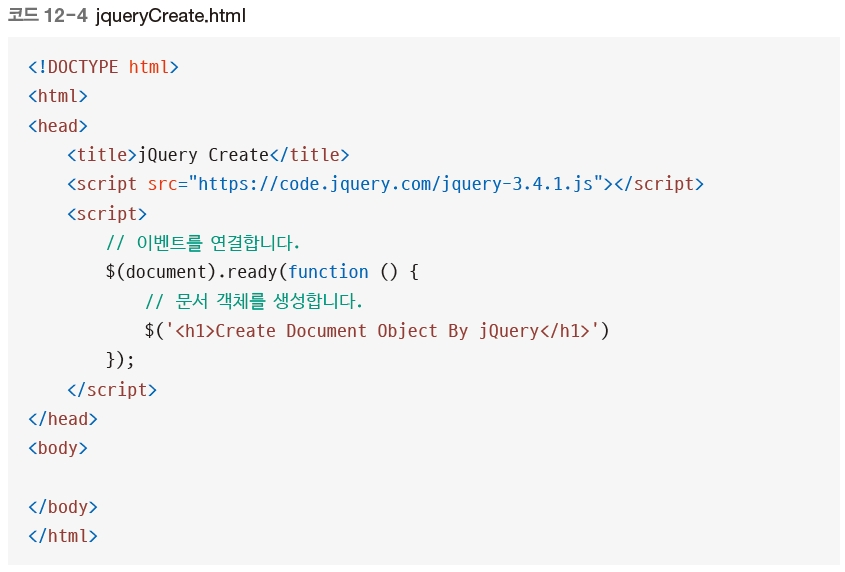 코드 12-4 jqueryCreate.html
<!DOCTYPE html>
<html>
<head>
    <title>jQuery Create</title>
    <script src="https://code.jquery.com/jquery-3.4.1.js"></script>
    <script>
        // 이벤트를 연결합니다.
        $(document).ready(function () {
            // 문서 객체를 생성합니다.
            $('<h1>Create Document Object By jQuery</h1>')
        });
    </script>
</head>
<body>

</body>
</html>